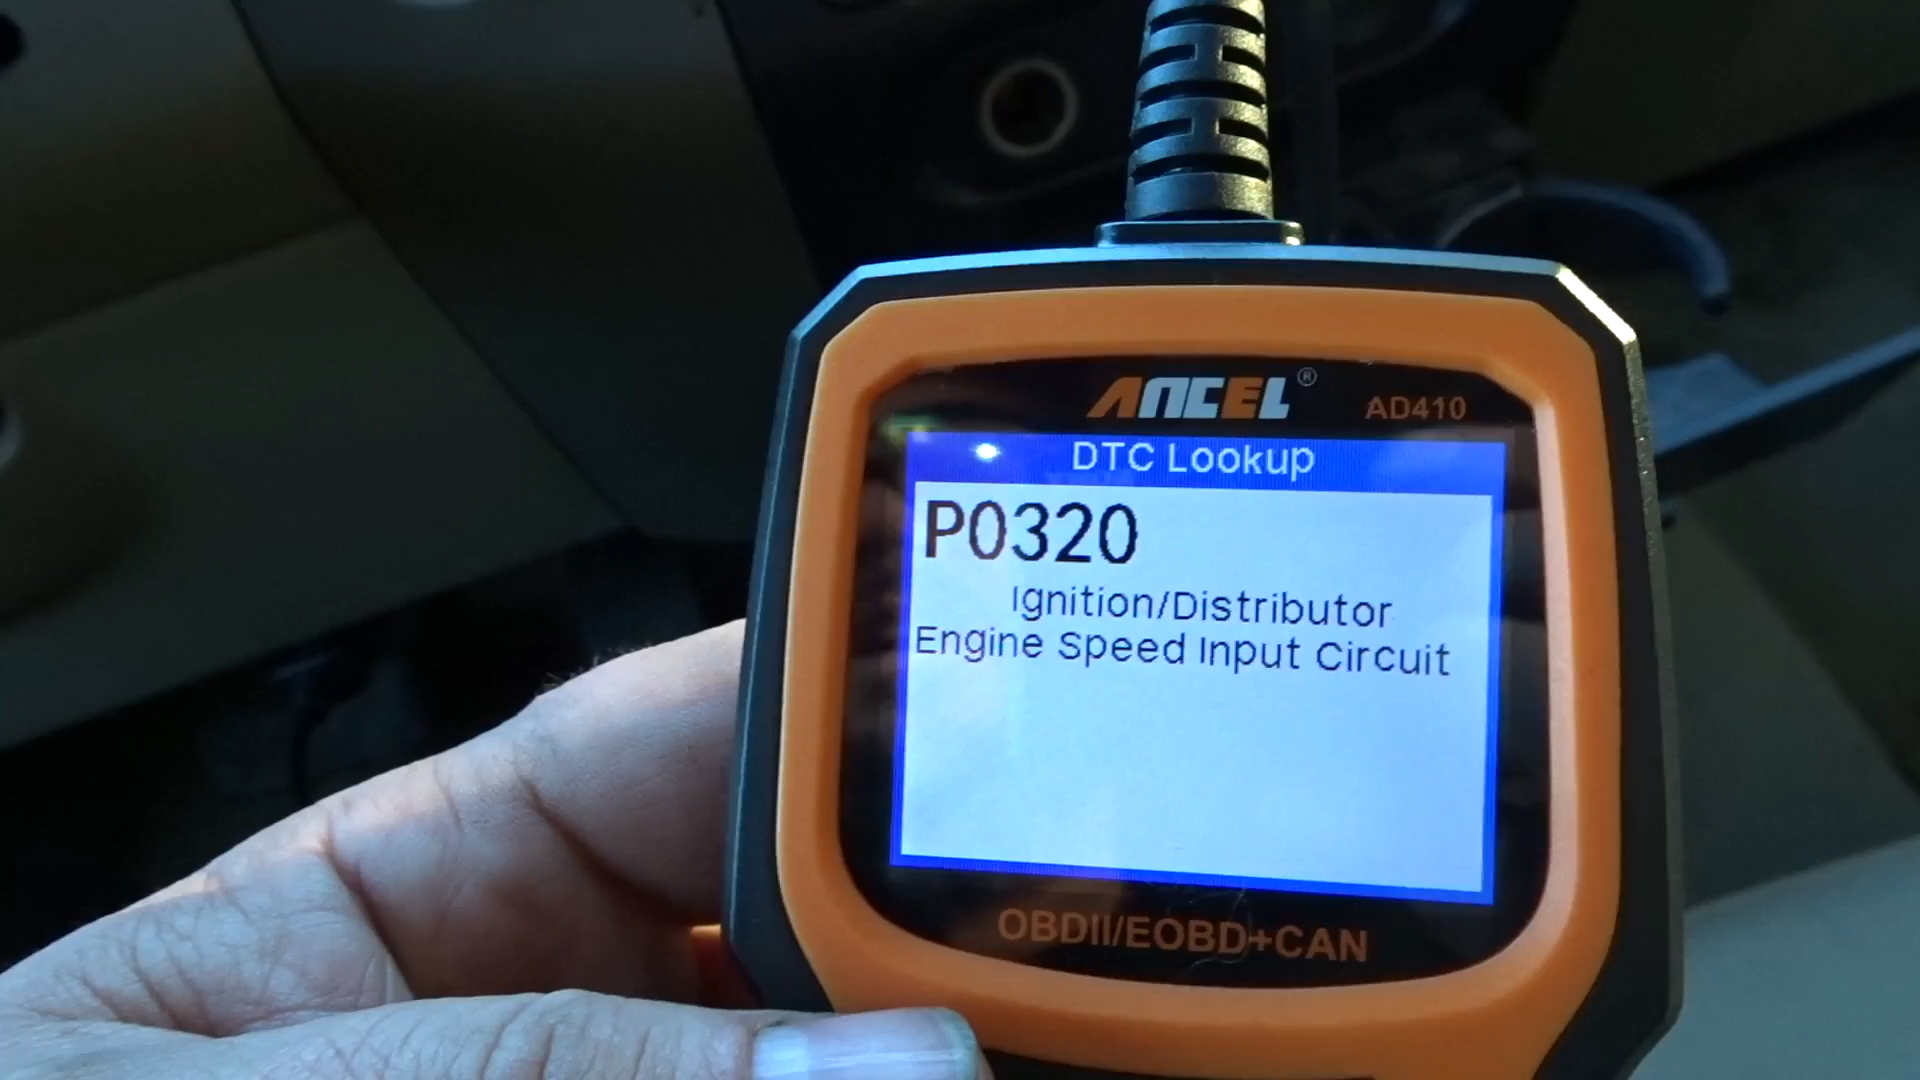 ANCEL®
AD410
DTC Lookup
P0320
Ignition/Distributor
Engine Speed Input Circuit
OBDII/EOBD+CAN